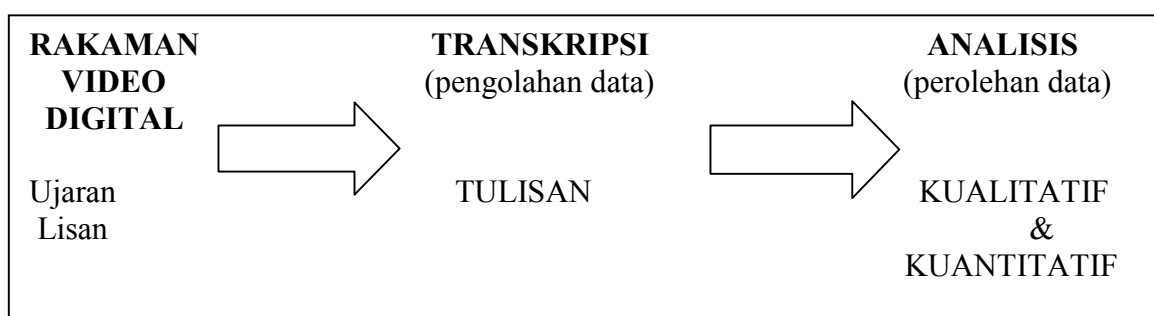 RAKAMAN
VIDEO
DIGITAL
Ujaran
Lisan
TRANSKRIPSI
(pengolahan data)
TULISAN
ANALISIS
(perolehan data)
KUALITATIF
&
KUANTITATIF